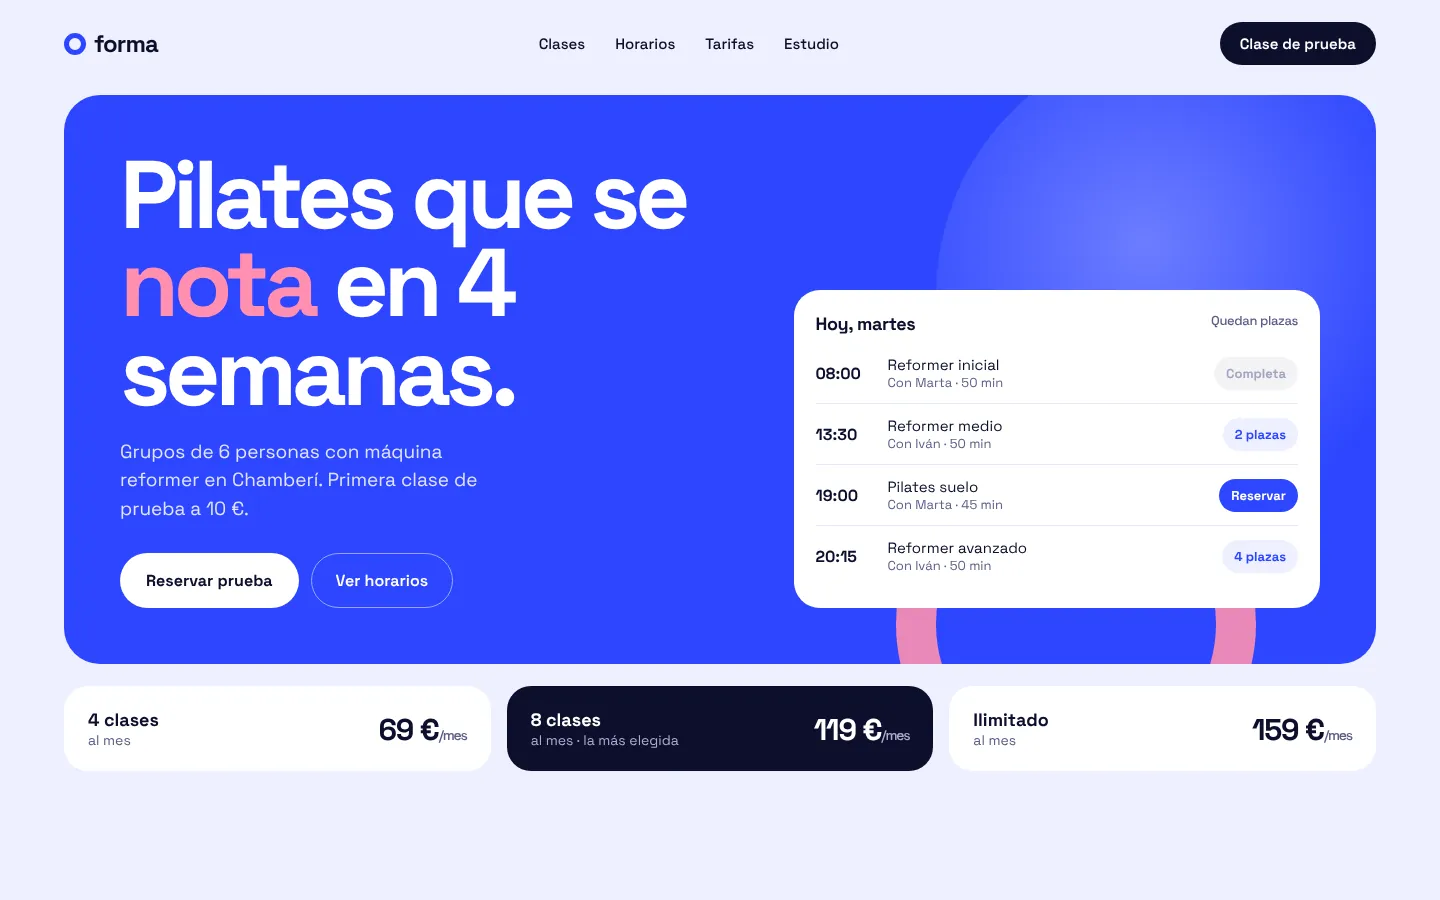 forma
Clases
Horarios
Tarifas
Estudio
Clase de prueba
Pilates que se
nota en 4
semanas.
Grupos de 6 personas con máquina
reformer en Chamberí. Primera clase de
prueba a 10 €.
Reservar prueba
Ver horarios
Hoy, martes
Quedan plazas
08:00
Reformer inicial
Con Marta · 50 min
Completa
13:30
Reformer medio
Con Iván · 50 min
2 plazas
19:00
Pilates suelo
Con Marta · 45 min
Reservar
20:15
Reformer avanzado
Con Iván · 50 min
4 plazas
4 clases
al mes
69 €/mes
8 clases
al mes · la más elegida
119 €/mes
Ilimitado
al mes
159 €/mes